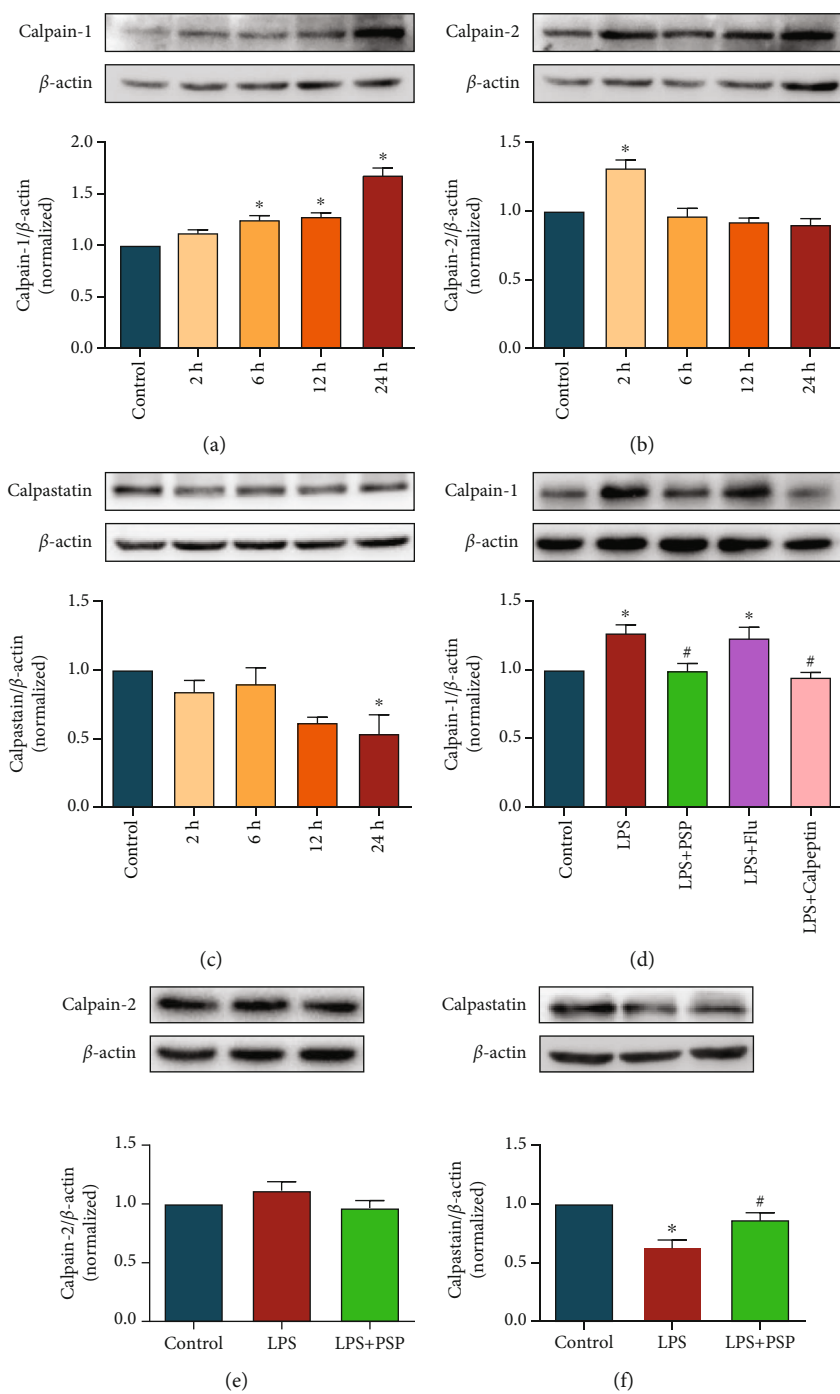 Calpain-1
β-actin
Calpain-1/β-actin
(normalized)
2.0
1.5
1.0
0.5
0.0
*
*
*
Control
2 h
6 h
12 h
24 h
(a)
Calpain-2
β-actin
Calpain-2/β-actin
(normalized)
1.5
1.0
0.5
0.0
*
Control
2 h
6 h
12 h
24 h
(b)
Calpastatin
β-actin
Calpastain/β-actin
(normalized)
1.5
1.0
0.5
0.0
*
Control
2 h
6 h
12 h
24 h
(c)
Calpain-1
β-actin
Calpain-1/β-actin
(normalized)
1.5
1.0
0.5
0.0
*
#
*
#
Control
LPS
LPS+PSP
LPS+Flu
LPS+Calpeptin
(d)
Calpain-2
β-actin
Calpain-2/β-actin
(normalized)
1.5
1.0
0.5
0.0
Control LPS LPS+PSP
(e)
Calpastatin
β-actin
Calpastain/β-actin
(normalized)
1.5
1.0
0.5
0.0
*
#
Control LPS LPS+PSP
(f)